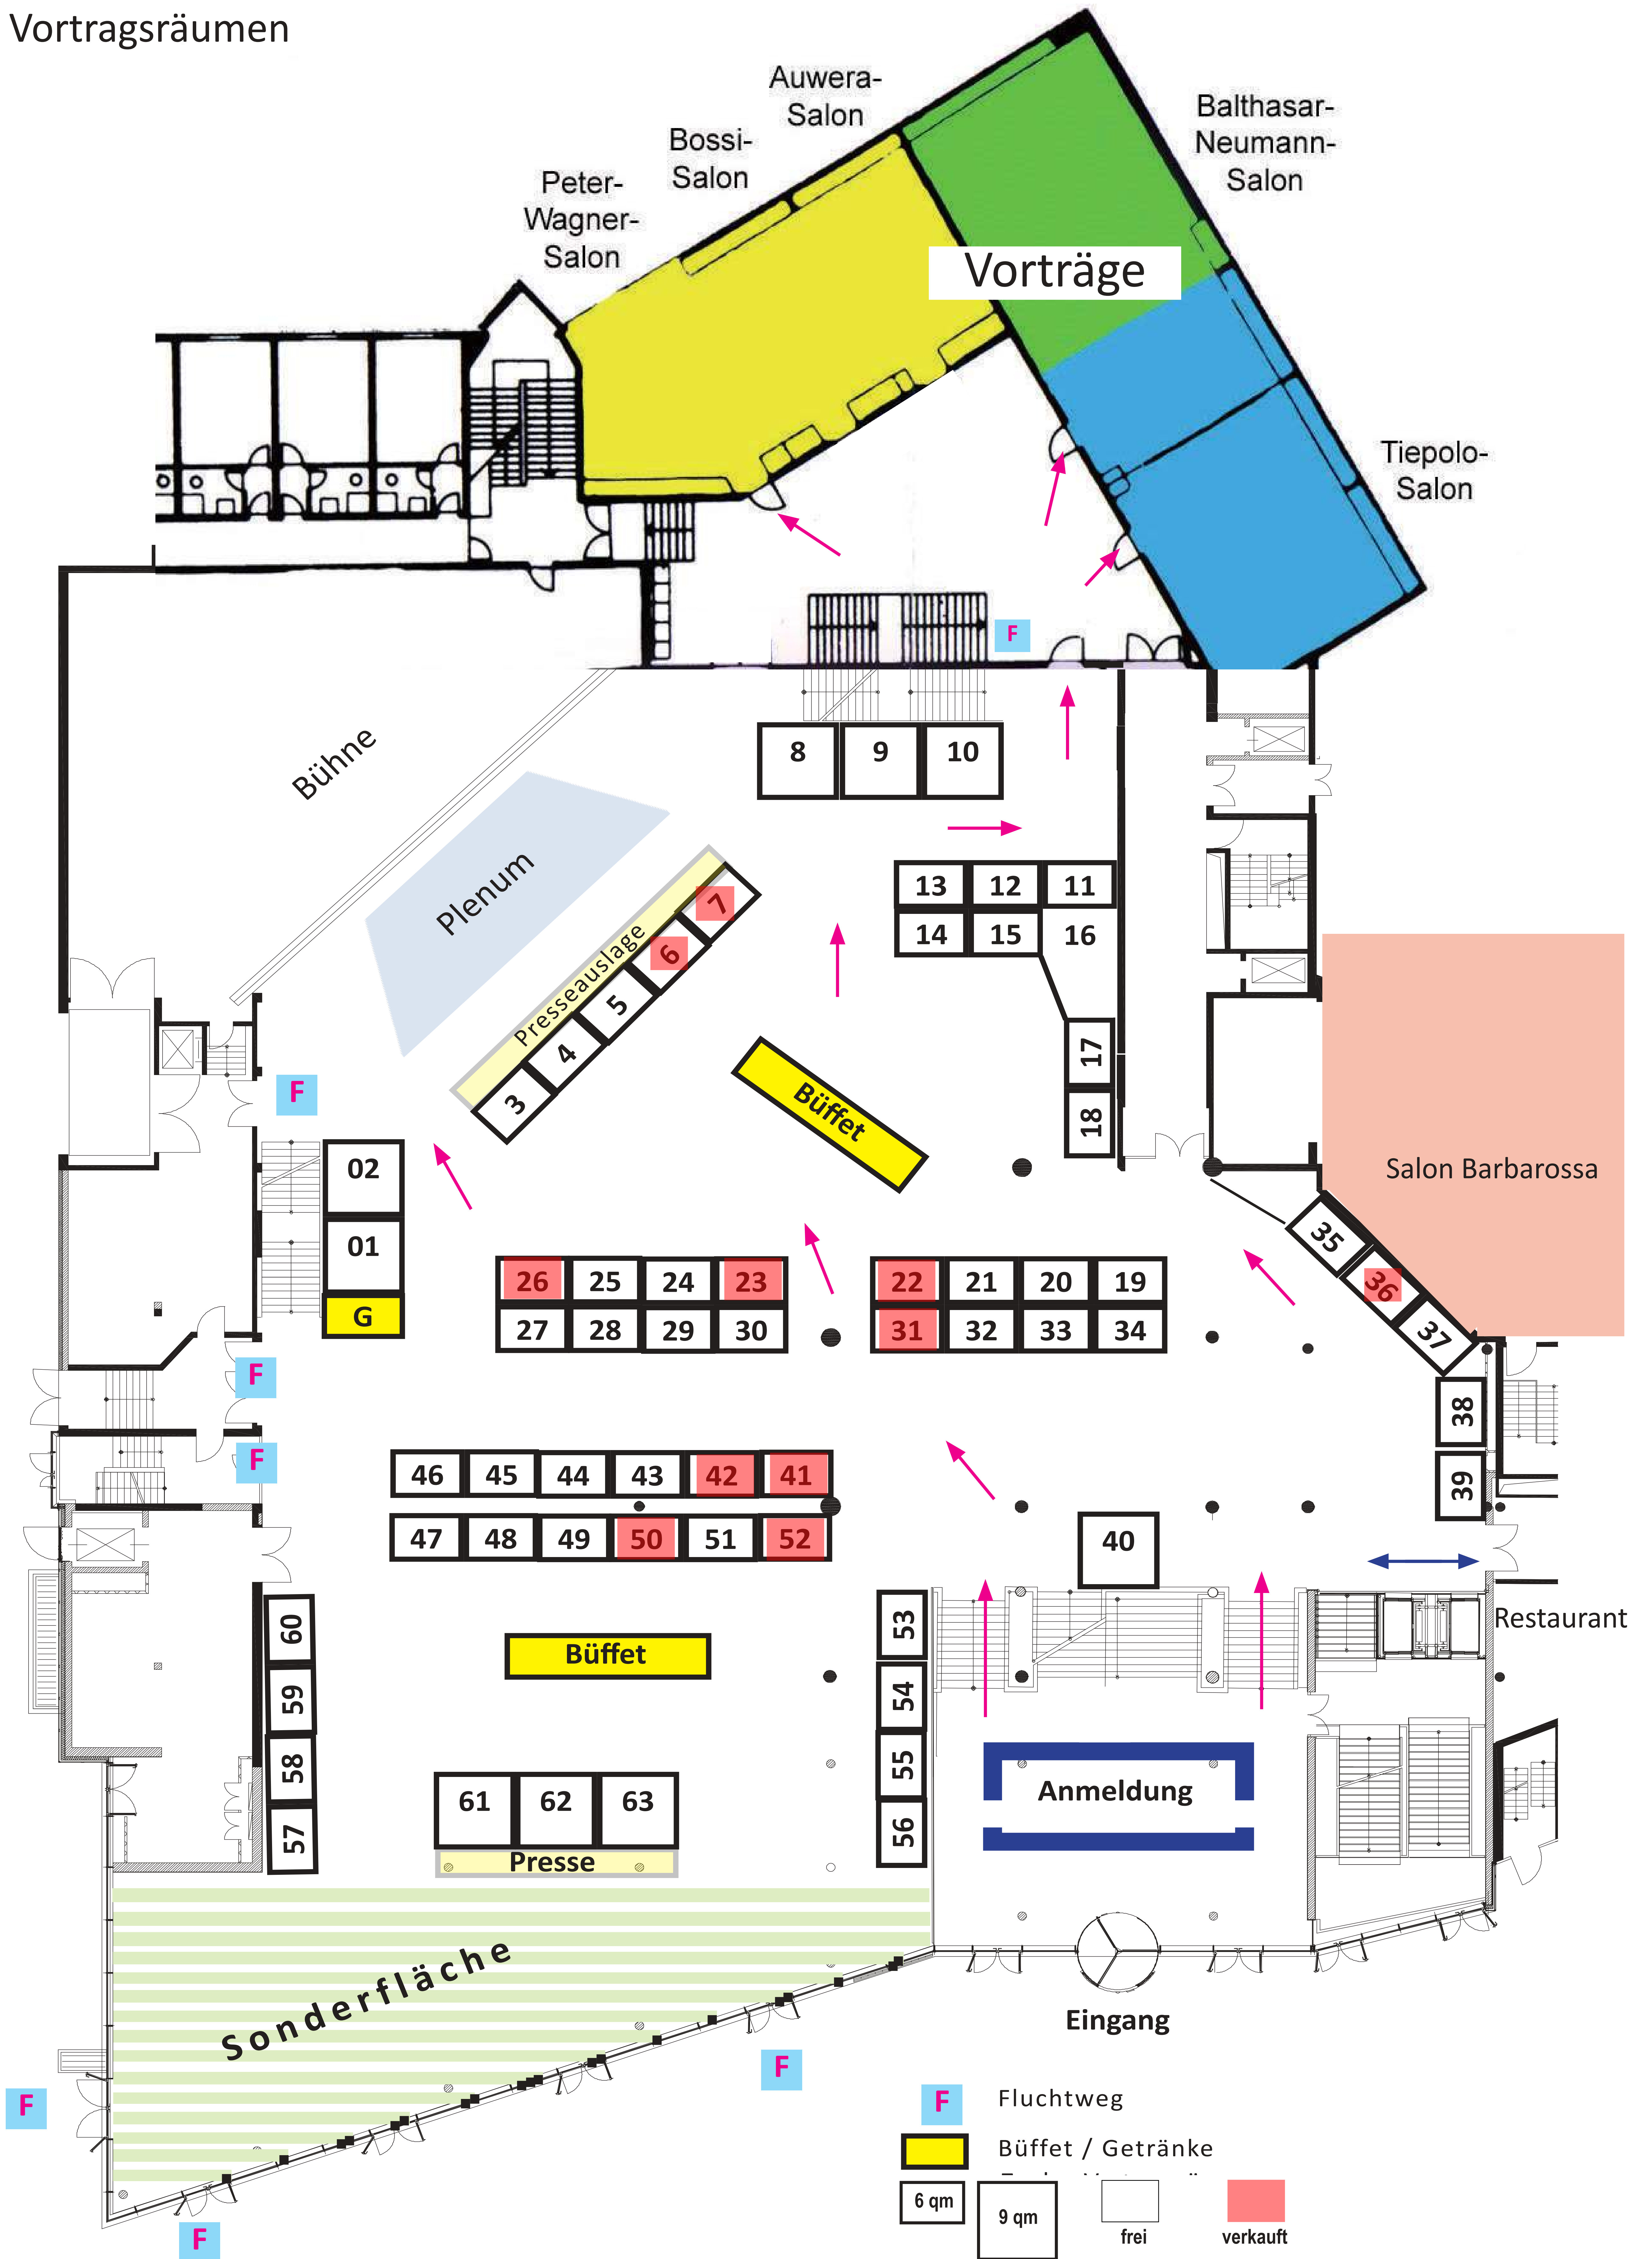 Vortragsräumen
Auwera-
Salon
Balthasar-
Neumann-
Salon
Bossi-
Salon
Peter-
Wagner-
Salon
Vorträge
Tiepolo-
Salon
F
Bühne
8 9 10
Plenum
13 12 11
14 15 16
Presseauslage
7
6
5
4
3
17
18
Büffet
F
02
01
G
Salon Barbarossa
35
36
37
38
39
26 25 24 23
27 28 29 30
22 21 20 19
31 32 33 34
F
F
46 45 44 43 42 41
47 48 49 50 51 52
40
Restaurant
60
59
58
57
Büffet
53
54
55
56
61 62 63
Presse
Anmeldung
Sonderfläche
Eingang
F
F
F
F Fluchtweg
Büffet / Getränke
6 qm
9 qm
frei
verkauft